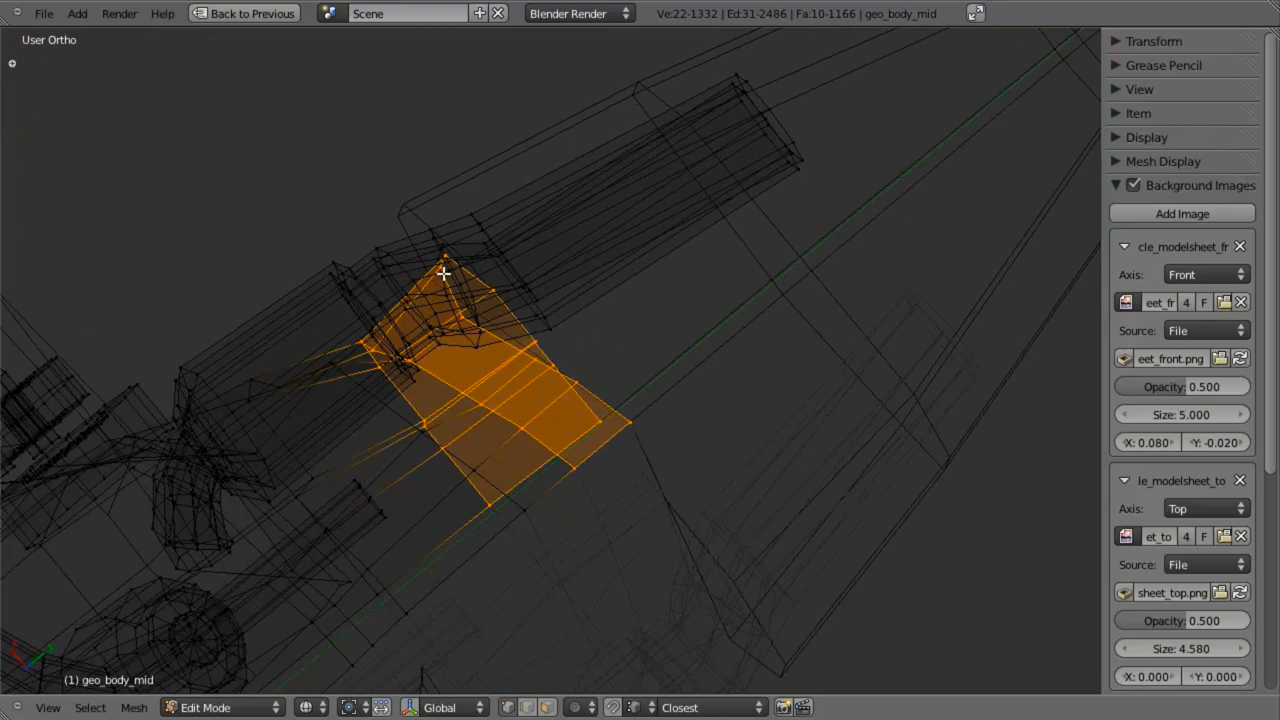 File Add Render Help Back to Previous Scene Blender Render Ve:22-1332 | Ed:31-2486 | Fa:10-1166 | geo_body_mid
User Ortho
Transform
Grease Pencil
View
Item
Display
Mesh Display
Background Images
Add Image
cle_modelsheet_fr
Axis: Front
eet_fr 4 F
Source: File
eet_front.png
Opacity: 0.500
Size: 5.000
X: 0.080 Y: -0.020
le_modelsheet_to
Axis: Top
et_to 4 F
Source: File
sheet_top.png
Opacity: 0.500
Size: 4.580
X: 0.000 Y: 0.000
y
(1) geo_body_mid
View Select Mesh Edit Mode Global Closest